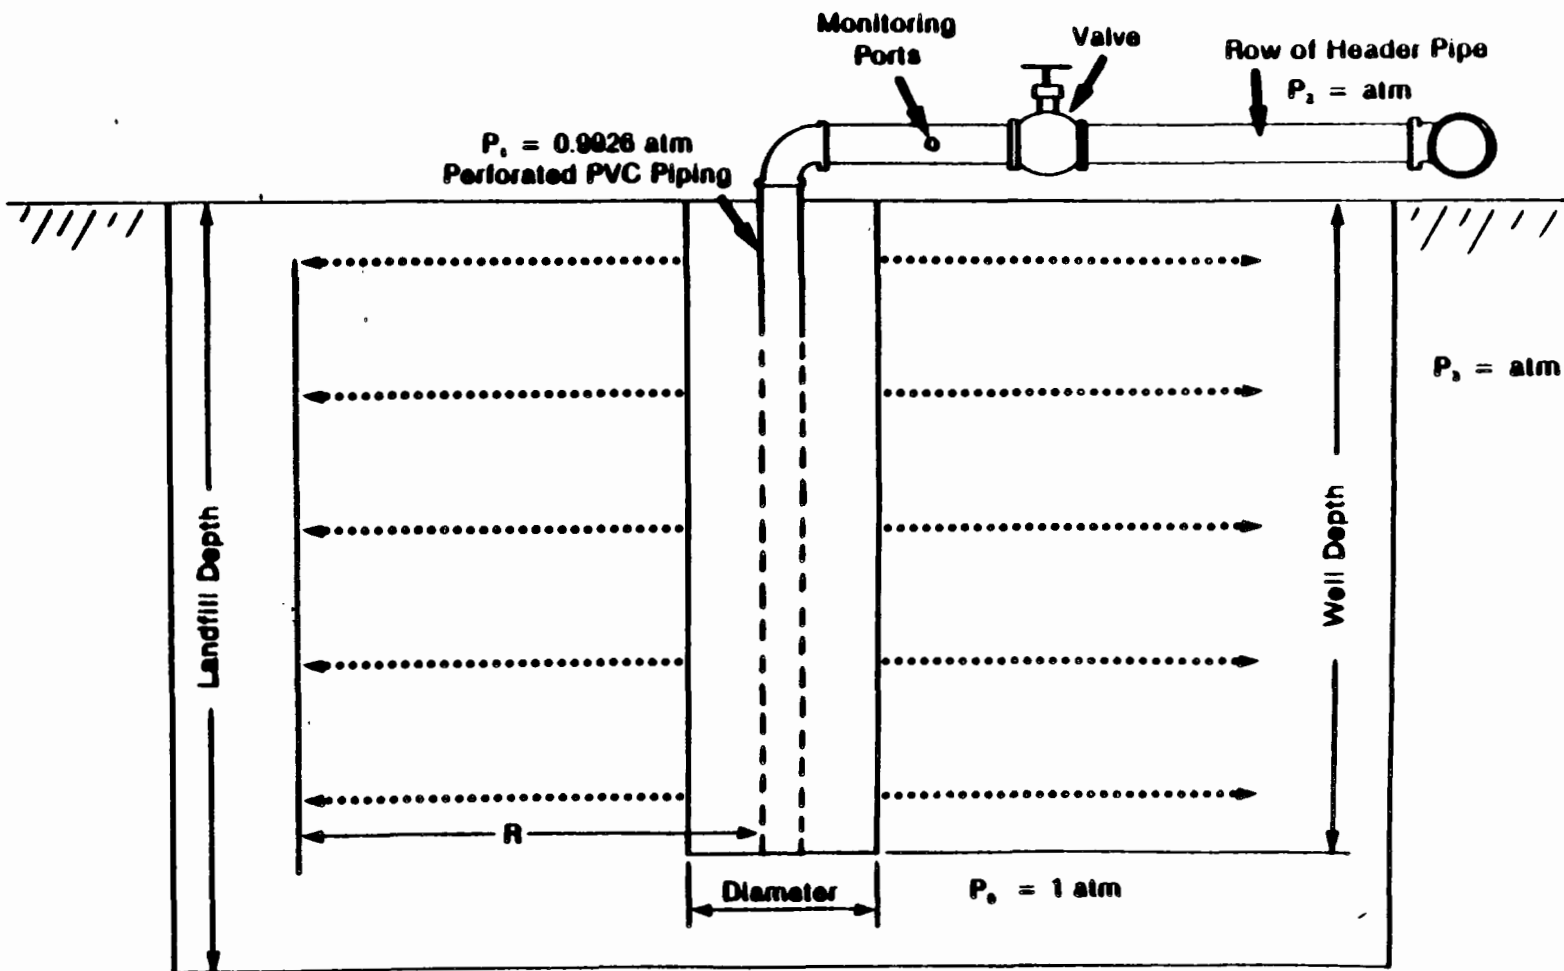 Monitoring
Ports
Valve
Row of Header Pipe
P₂ = atm
P₁ = 0.9926 atm
Perforated PVC Piping
P₃ = atm
Landfill Depth
Well Depth
R
Diameter
P₀ = 1 atm